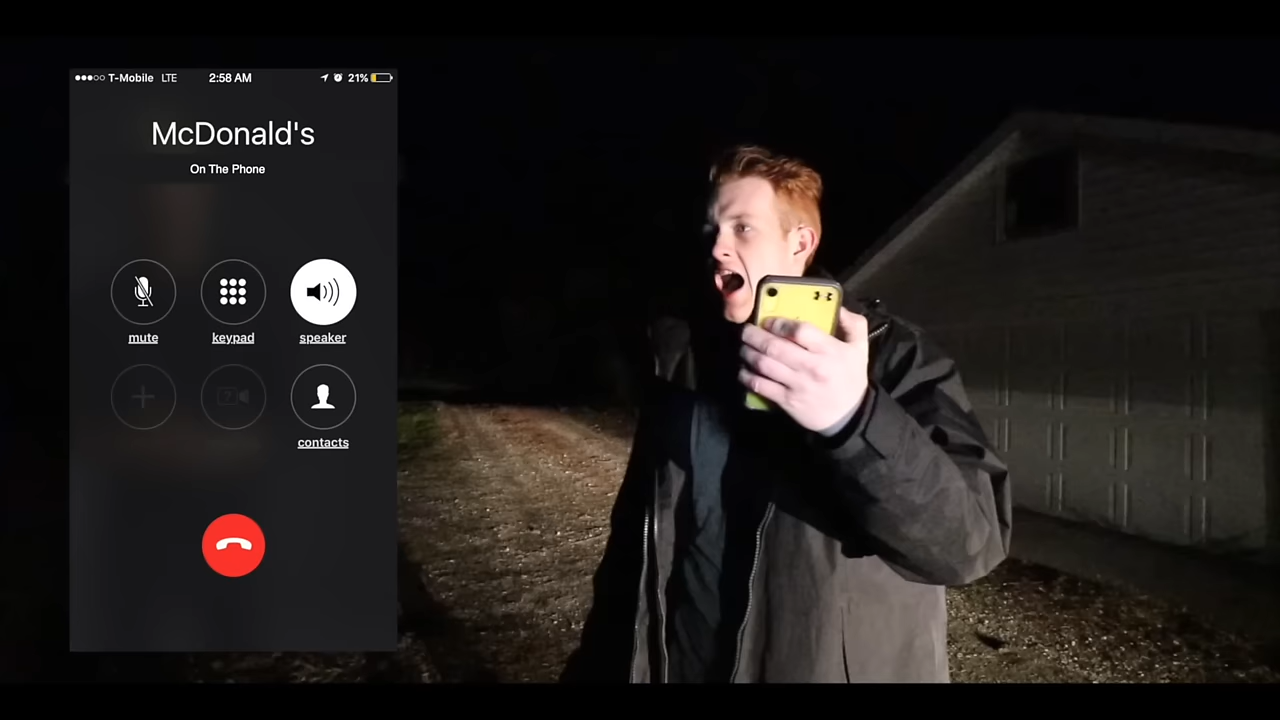 T-Mobile LTE 2:58 AM 21%
McDonald's
On The Phone
mute keypad speaker
contacts